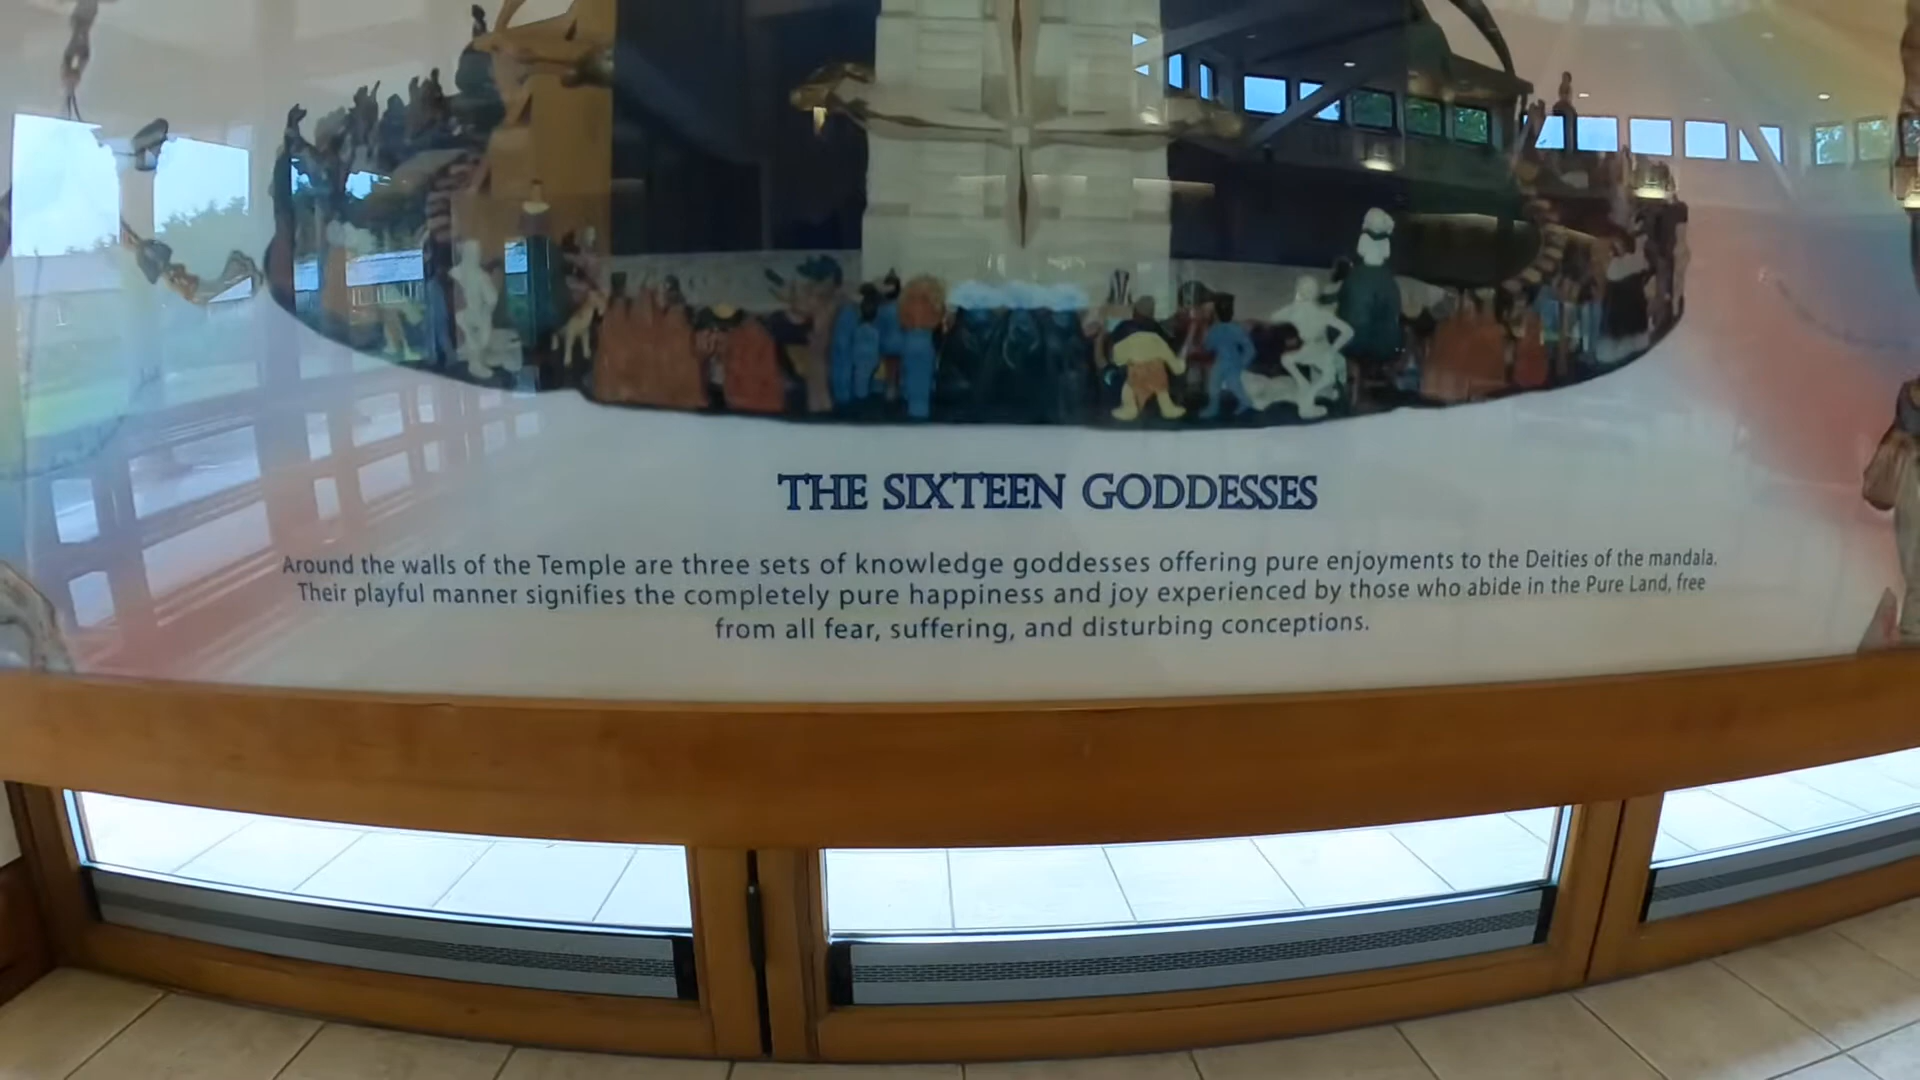 THE SIXTEEN GODDESSES
Around the walls of the Temple are three sets of knowledge goddesses offering pure enjoyments to the Deities of the mandala.
Their playful manner signifies the completely pure happiness and joy experienced by those who abide in the Pure Land, free
from all fear, suffering, and disturbing conceptions.